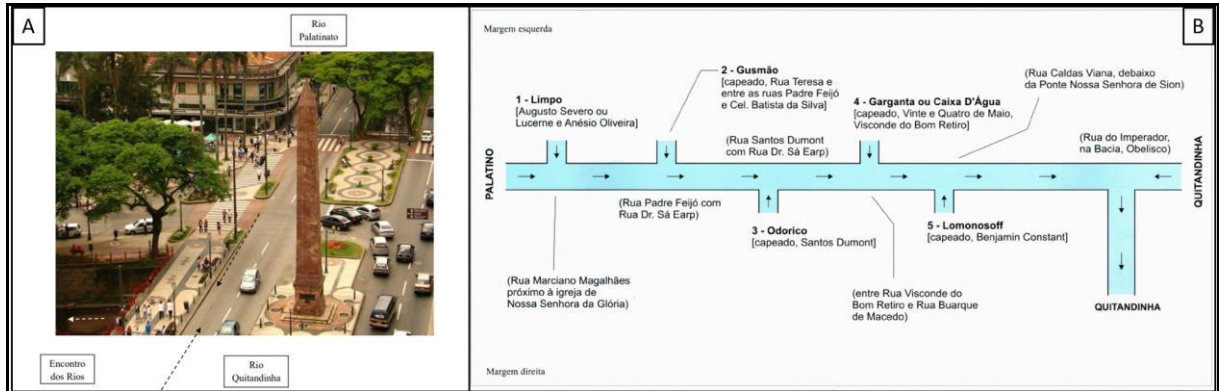 A
Rio
Palatinato
Encontro
dos Rios
Rio
Quitandinha
B
Margem esquerda
1 - Limpo
[Augusto Severo ou
Lucerne e Anésio Oliveira]
2 - Gusmão
[capeado, Rua Teresa e
entre as ruas Padre Feijó
e Cel. Batista da Silva]
4 - Garganta ou Caixa D'Água
[capeado, Vinte e Quatro de Maio,
Visconde do Bom Retiro]
(Rua Caldas Viana, debaixo
da Ponte Nossa Senhora de Sion)
(Rua Santos Dumont
com Rua Dr. Sá Earp)
(Rua do Imperador,
na Bacia, Obelisco)
PALATINO
QUITANDINHA
(Rua Padre Feijó com
Rua Dr. Sá Earp)
3 - Odorico
[capeado, Santos Dumont]
5 - Lomonosoff
[capeado, Benjamin Constant]
(Rua Marciano Magalhães
próximo à igreja de
Nossa Senhora da Glória)
(entre Rua Visconde do
Bom Retiro e Rua Buarque
de Macedo)
QUITANDINHA
Margem direita